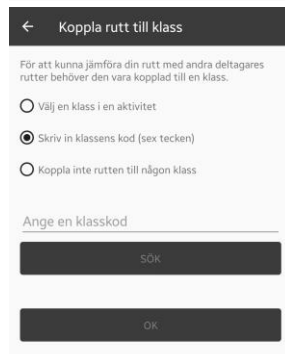 Koppla rutt till klass
För att kunna jämföra din rutt med andra deltagares
rutter behöver den vara kopplad till en klass.
Välj en klass i en aktivitet
Skriv in klassens kod (sex tecken)
Koppla inte rutten till någon klass
Ange en klasskod
SÖK
OK